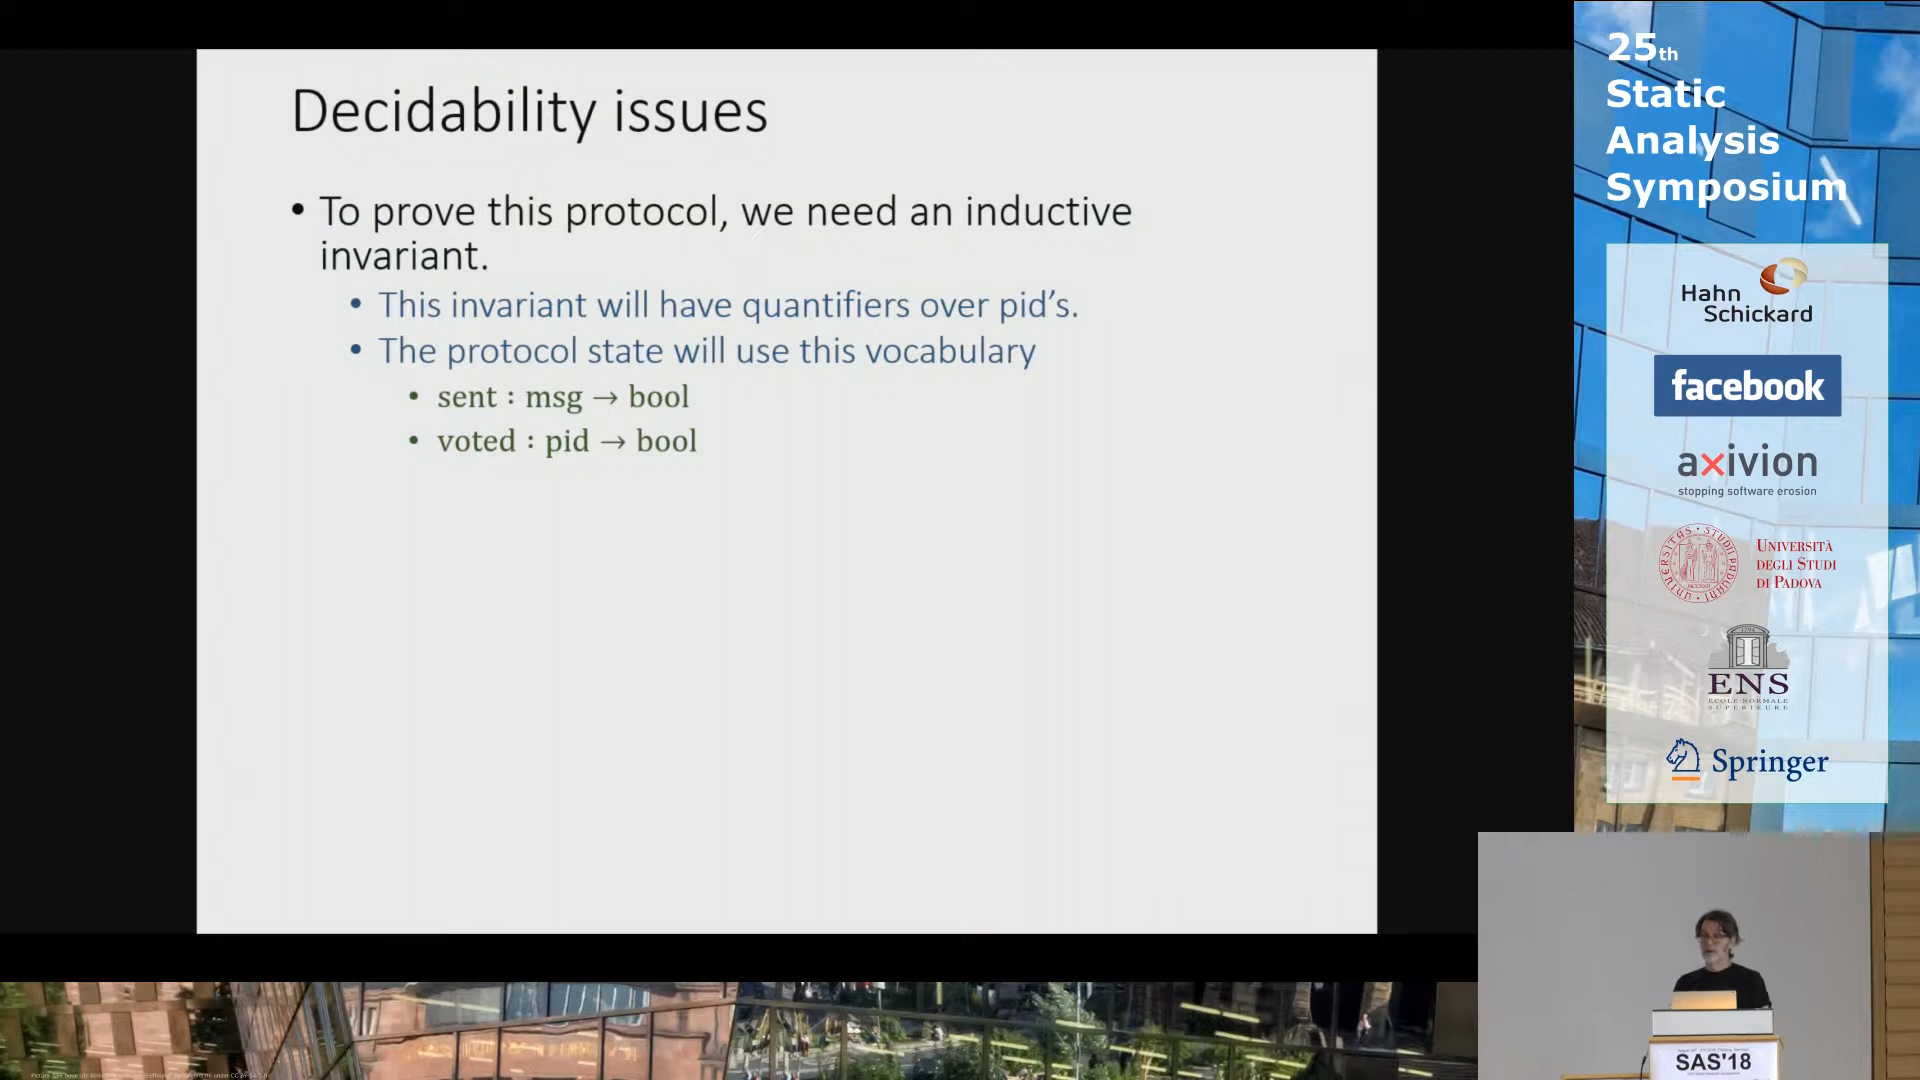 Decidability issues
• To prove this protocol, we need an inductive
invariant.
• This invariant will have quantifiers over pid's.
• The protocol state will use this vocabulary
• sent : msg → bool
• voted : pid → bool
25th
Static
Analysis
Symposium
Hahn
Schickard
facebook
axivion
stopping software erosion
UNIVERSITÀ
DEGLI STUDI
DI PADOVA
ENS
ECOLE NORMALE
SUPERIEURE
Springer
SAS'18